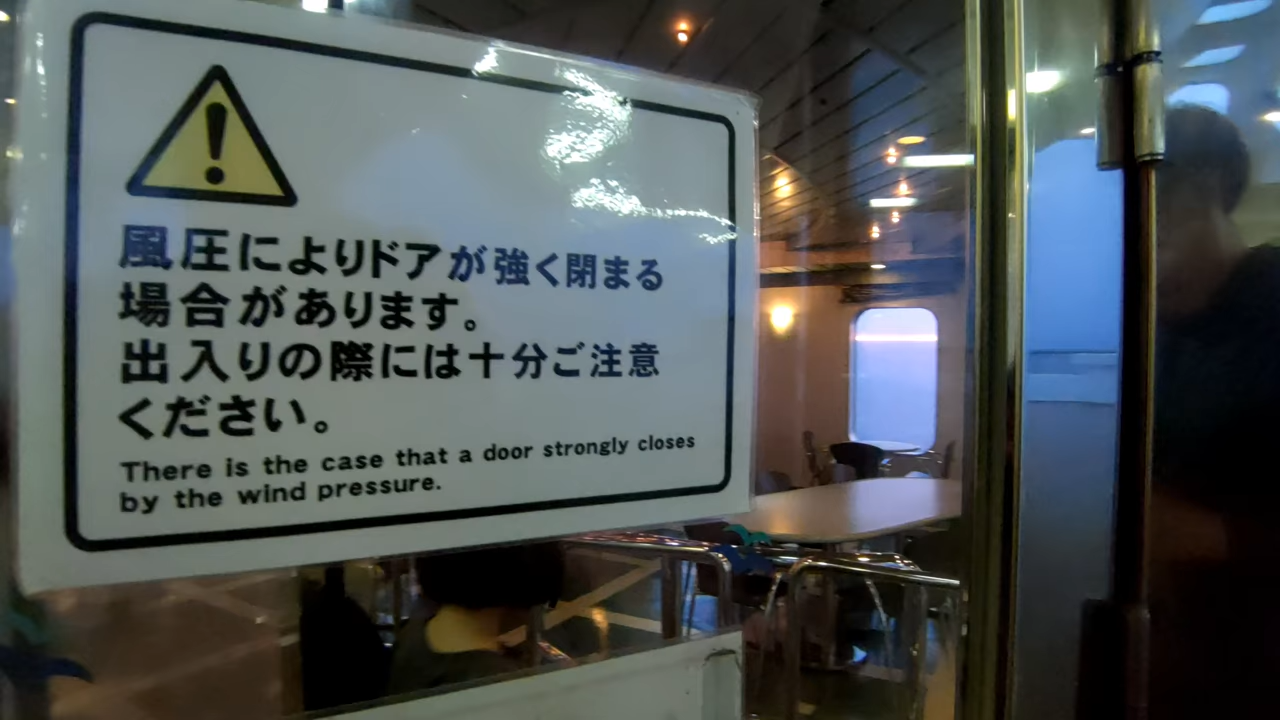 風圧によりドアが強く閉まる
場合があります。
出入りの際には十分ご注意
ください。
There is the case that a door strongly closes
by the wind pressure.